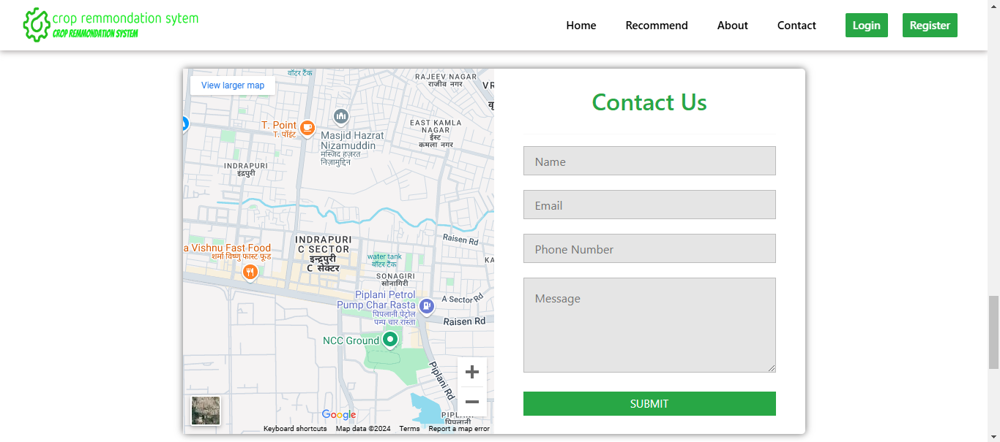 crop remmondation sytem
CROP REMMONDATION SYSTEM
Home
Recommend
About
Contact
Login
Register
वॉटर टैंक
View larger map
RAJEEV NAGAR
राजीव नगर
T. Point
T. पॉइंट
Masjid Hazrat
Nizamuddin
मस्जिद हज़रत
निज़ामुद्दिन
EAST KAMLA
NAGAR
ईस्ट
कमला नगर
INDRAPURI
इंद्रपुरी
Raisen Rd
INDRAPURI
C SECTOR
इन्द्रपुरी
C सेक्टर
a Vishnu Fast Food
शर्मा विष्णु फास्ट फूड
water tank
वॉटर टैंक
SONAGIRI
सोनागिरी
Piplani Petrol
Pump Char Rasta
पिपलानी पेट्रोल
पम्प चार रास्ता
A Sector Rd
Raisen Rd
NCC Ground
Piplani Rd
पिपलानी
Google
Keyboard shortcuts
Map data ©2024
Terms
Report a map error
Contact Us
Name
Email
Phone Number
Message
SUBMIT